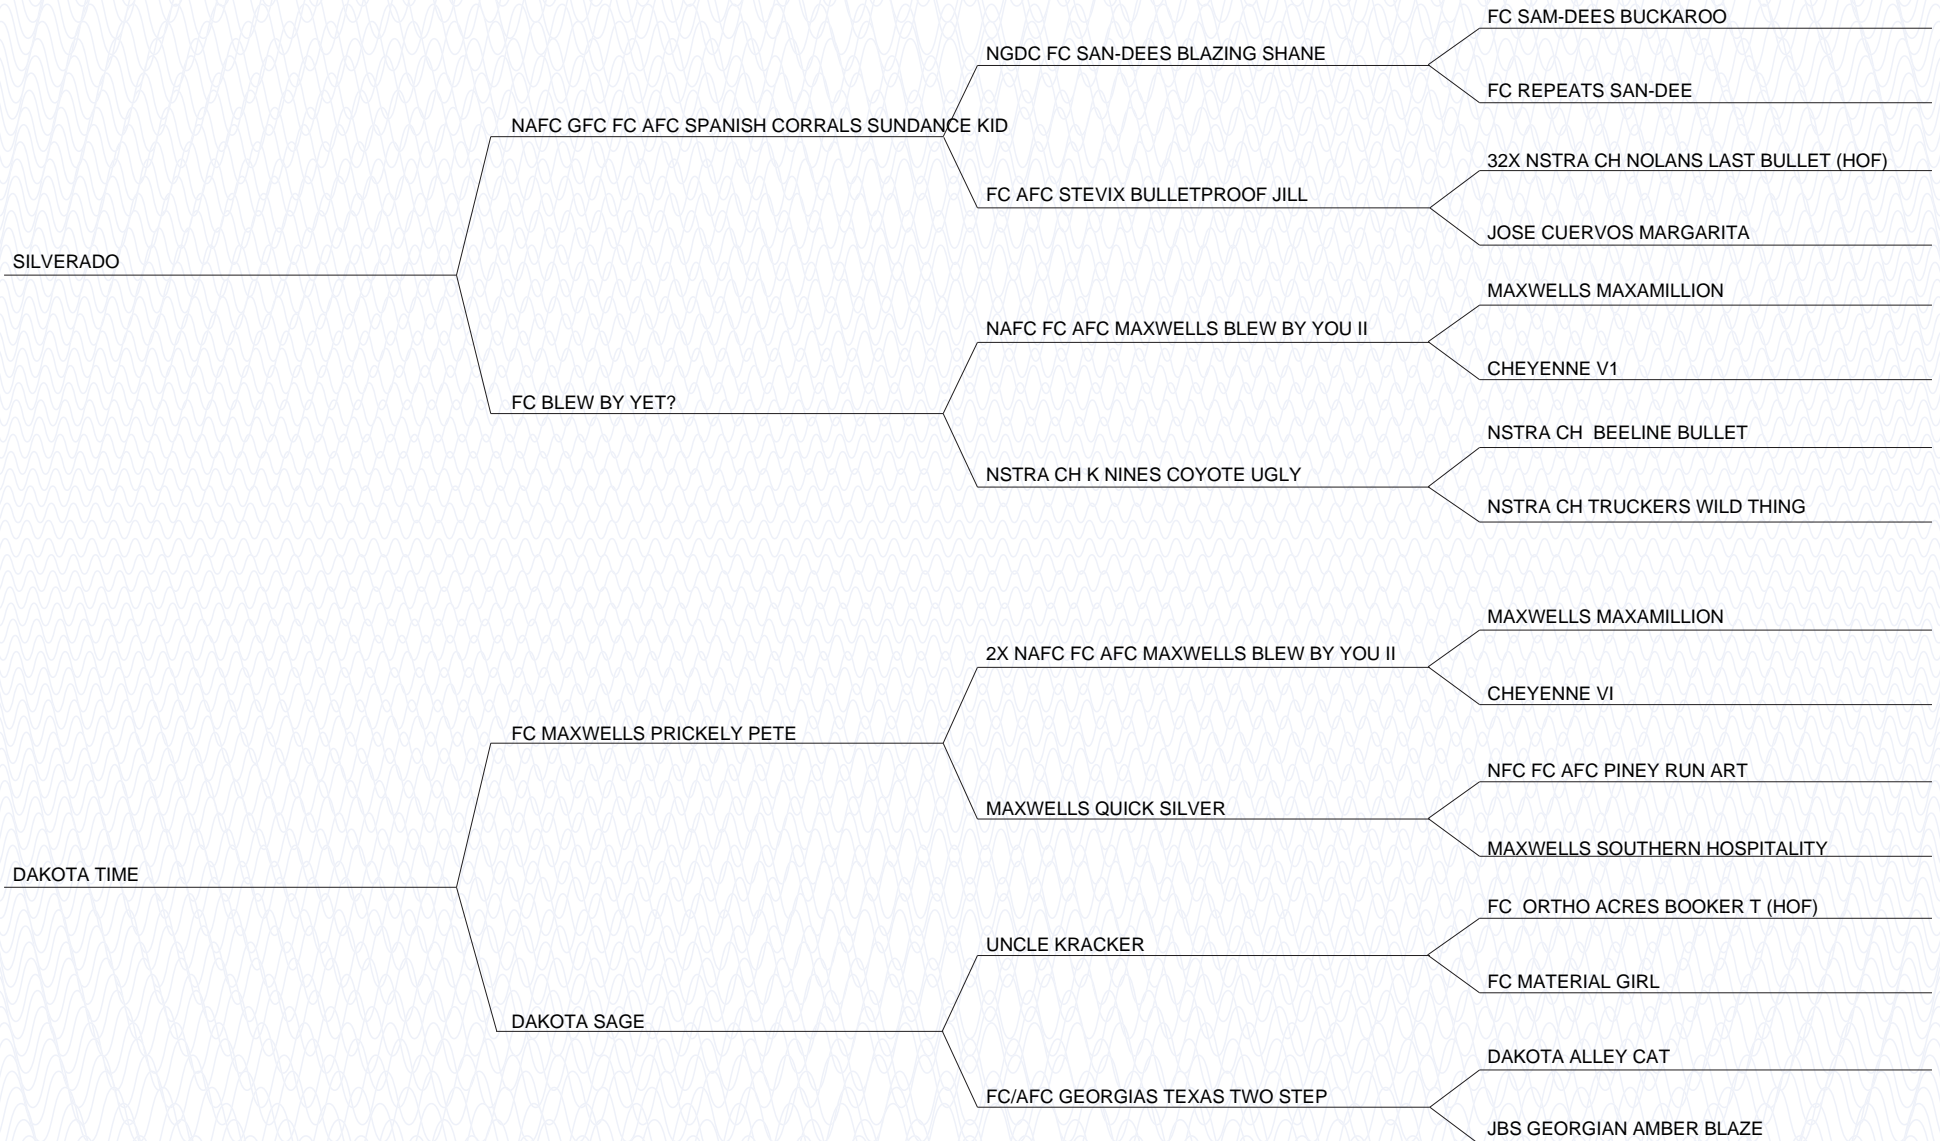 FC SAM-DEES BUCKAROO
NGDC FC SAN-DEES BLAZING SHANE
FC REPEATS SAN-DEE
NAFC GFC FC AFC SPANISH CORRALS SUNDANCE KID
32X NSTRA CH NOLANS LAST BULLET (HOF)
FC AFC STEVIX BULLETPROOF JILL
JOSE CUERVOS MARGARITA
SILVERADO
MAXWELLS MAXAMILLION
NAFC FC AFC MAXWELLS BLEW BY YOU II
CHEYENNE V1
FC BLEW BY YET?
NSTRA CH  BEELINE BULLET
NSTRA CH K NINES COYOTE UGLY
NSTRA CH TRUCKERS WILD THING
MAXWELLS MAXAMILLION
2X NAFC FC AFC MAXWELLS BLEW BY YOU II
CHEYENNE VI
FC MAXWELLS PRICKELY PETE
NFC FC AFC PINEY RUN ART
MAXWELLS QUICK SILVER
MAXWELLS SOUTHERN HOSPITALITY
DAKOTA TIME
FC  ORTHO ACRES BOOKER T (HOF)
UNCLE KRACKER
FC MATERIAL GIRL
DAKOTA SAGE
DAKOTA ALLEY CAT
FC/AFC GEORGIAS TEXAS TWO STEP
JBS GEORGIAN AMBER BLAZE